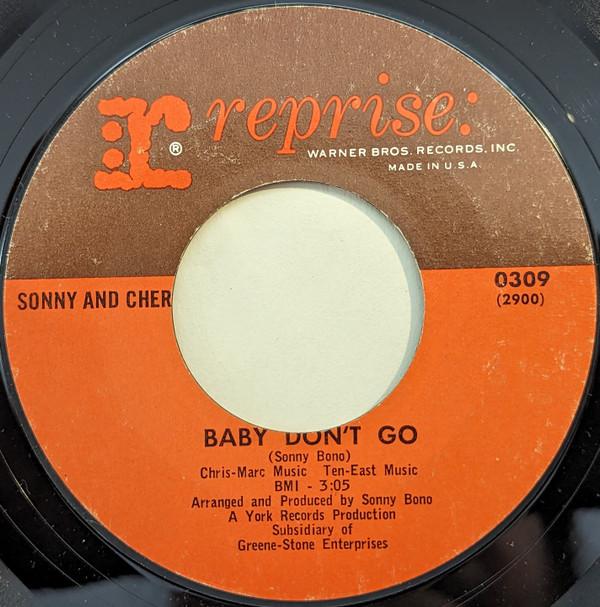 r® reprise:
WARNER BROS. RECORDS, INC.
MADE IN U.S.A.
SONNY AND CHER
0309
(2900)
BABY DON'T GO
(Sonny Bono)
Chris-Marc Music Ten-East Music
BMI - 3:05
Arranged and Produced by Sonny Bono
A York Records Production
Subsidiary of
Greene-Stone Enterprises